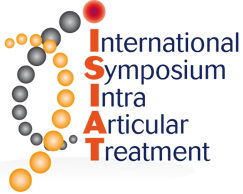 International
Symposium
Intra
Articular
Treatment